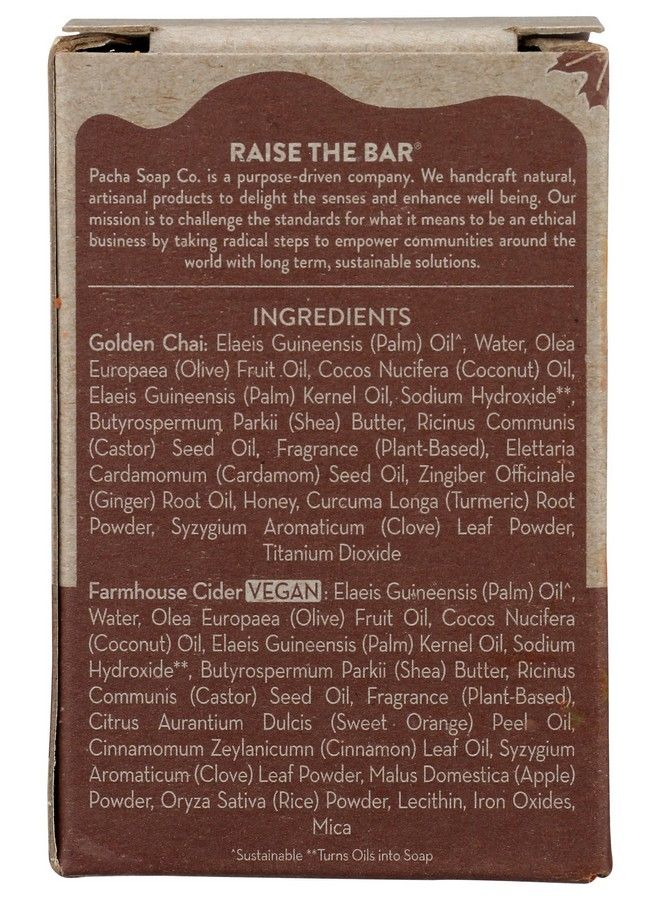 RAISE THE BAR®
Pacha Soap Co. is a purpose-driven company. We handcraft natural,
artisanal products to delight the senses and enhance well being. Our
mission is to challenge the standards for what it means to be an ethical
business by taking radical steps to empower communities around the
world with long term, sustainable solutions.
INGREDIENTS
Golden Chai: Elaeis Guineensis (Palm) Oil^, Water, Olea
Europaea (Olive) Fruit Oil, Cocos Nucifera (Coconut) Oil,
Elaeis Guineensis (Palm) Kernel Oil, Sodium Hydroxide**,
Butyrospermum Parkii (Shea) Butter, Ricinus Communis
(Castor) Seed Oil, Fragrance (Plant-Based), Elettaria
Cardamomum (Cardamom) Seed Oil, Zingiber Officinale
(Ginger) Root Oil, Honey, Curcuma Longa (Turmeric) Root
Powder, Syzygium Aromaticum (Clove) Leaf Powder,
Titanium Dioxide
Farmhouse Cider VEGAN: Elaeis Guineensis (Palm) Oil^,
Water, Olea Europaea (Olive) Fruit Oil, Cocos Nucifera
(Coconut) Oil, Elaeis Guineensis (Palm) Kernel Oil, Sodium
Hydroxide**, Butyrospermum Parkii (Shea) Butter, Ricinus
Communis (Castor) Seed Oil, Fragrance (Plant-Based),
Citrus Aurantium Dulcis (Sweet Orange) Peel Oil,
Cinnamomum Zeylanicumn (Cinnamon) Leaf Oil, Syzygium
Aromaticum (Clove) Leaf Powder, Malus Domestica (Apple)
Powder, Oryza Sativa (Rice) Powder, Lecithin, Iron Oxides,
Mica
^Sustainable **Turns Oils into Soap